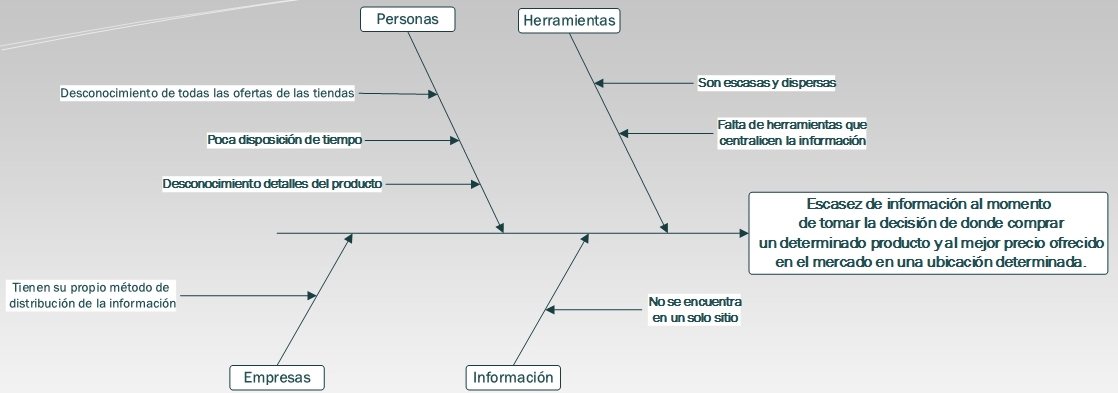 Personas
Herramientas
Desconocimiento de todas las ofertas de las tiendas
Son escasas y dispersas
Poca disposición de tiempo
Falta de herramientas que
centralicen la información
Desconocimiento detalles del producto
Escasez de información al momento
de tomar la decisión de donde comprar
un determinado producto y al mejor precio ofrecido
en el mercado en una ubicación determinada.
Tienen su propio método de
distribución de la información
No se encuentra
en un solo sitio
Empresas
Información